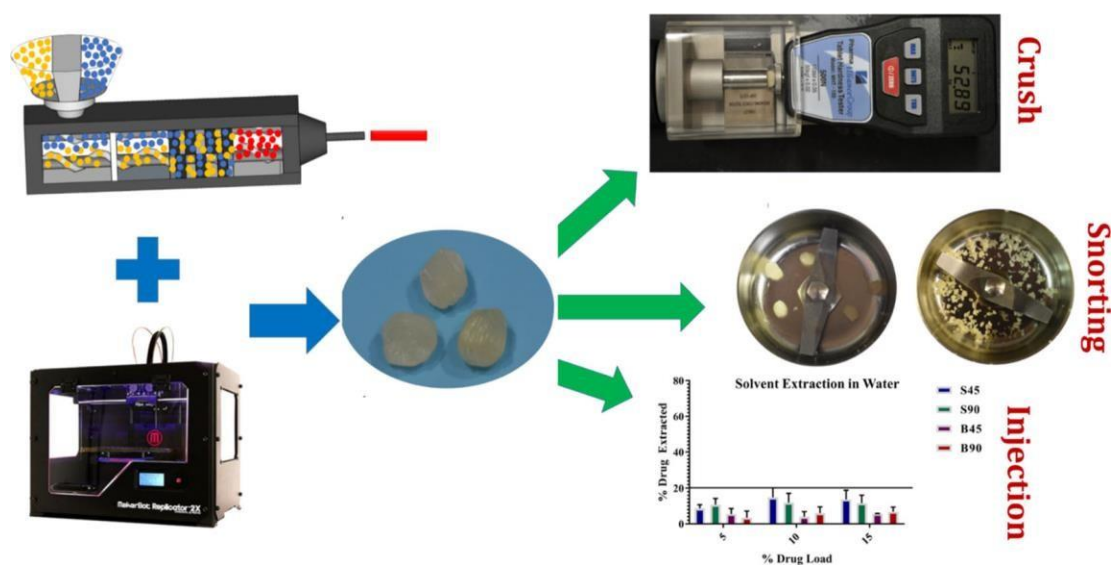 Crush
Snorting
Injection
5289
MakerBot Replicator 2X
M
Solvent Extraction in Water
S45
S90
B45
B90
% Drug Extracted
80
60
40
20
0
5
10
15
% Drug Load